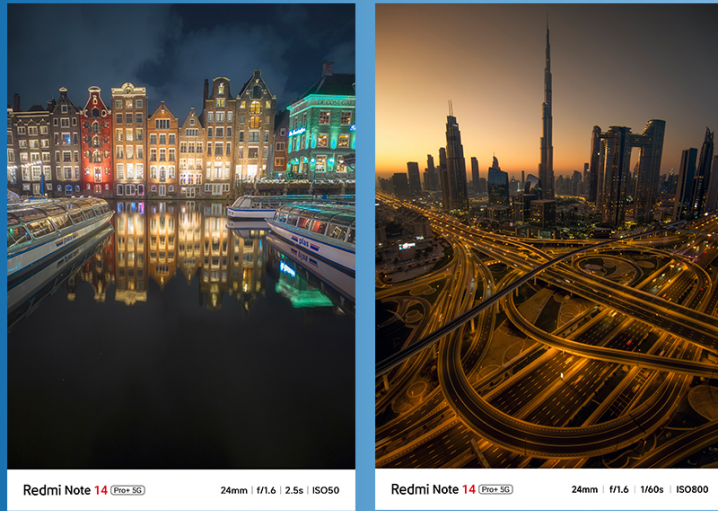 Redmi Note 14 Pro+ 5G
24mm | f/1.6 | 2.5s | ISO50
Redmi Note 14 Pro+ 5G
24mm | f/1.6 | 1/60s | ISO800